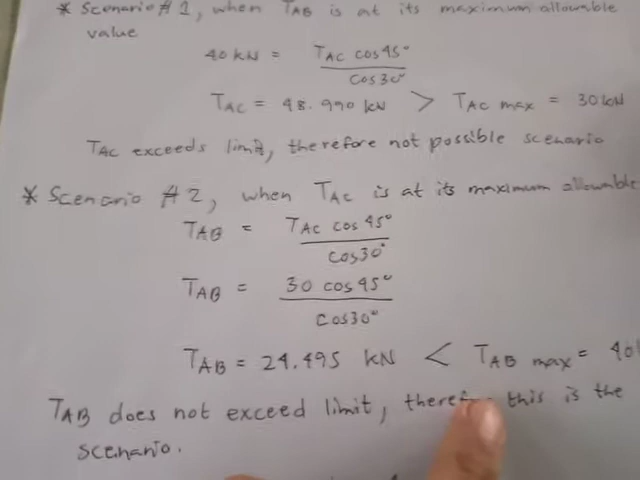 * Scenario # 1, when TAB is at its maximum allowable
value
40 kN = TAC cos 45°
cos 30°
TAC = 48.990 kN > TAC max = 30 kN
TAC exceeds limit, therefore not possible scenario
* Scenario # 2, when TAC is at its maximum allowable
TAB = TAC cos 45°
cos 30°
TAB = 30 cos 45°
cos 30°
TAB = 24.495 kN < TAB max = 40
TAB does not exceed limit, this is the
scenario.